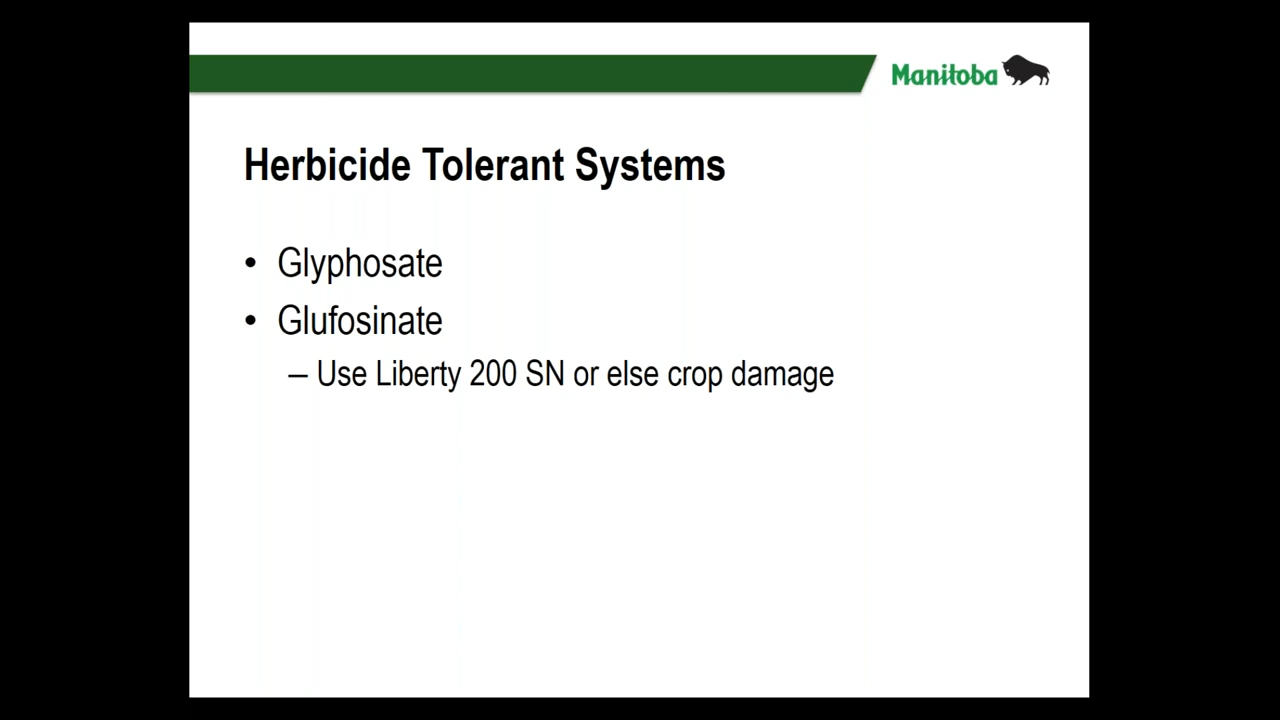 Manitoba
Herbicide Tolerant Systems
• Glyphosate
• Glufosinate
– Use Liberty 200 SN or else crop damage